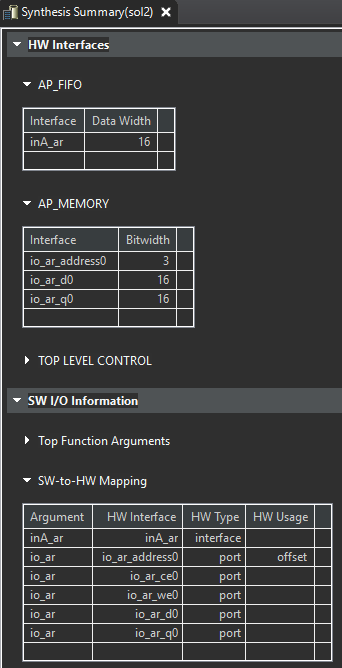 Synthesis Summary(sol2)
HW Interfaces
AP_FIFO
Interface Data Width
inA_ar 16
AP_MEMORY
Interface Bitwidth
io_ar_address0 3
io_ar_d0 16
io_ar_q0 16
TOP LEVEL CONTROL
SW I/O Information
Top Function Arguments
SW-to-HW Mapping
Argument HW Interface HW Type HW Usage
inA_ar inA_ar interface
io_ar io_ar_address0 port offset
io_ar io_ar_ce0 port
io_ar io_ar_we0 port
io_ar io_ar_d0 port
io_ar io_ar_q0 port